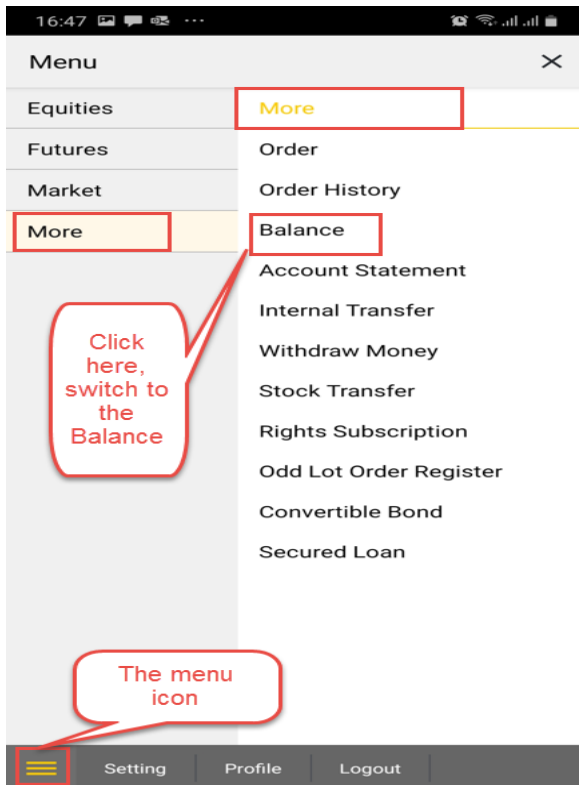 16:47
Menu
Equities
Futures
Market
More
More
Order
Order History
Balance
Account Statement
Internal Transfer
Withdraw Money
Stock Transfer
Rights Subscription
Odd Lot Order Register
Convertible Bond
Secured Loan
Click
here,
switch to
the
Balance
The menu
icon
Setting
Profile
Logout